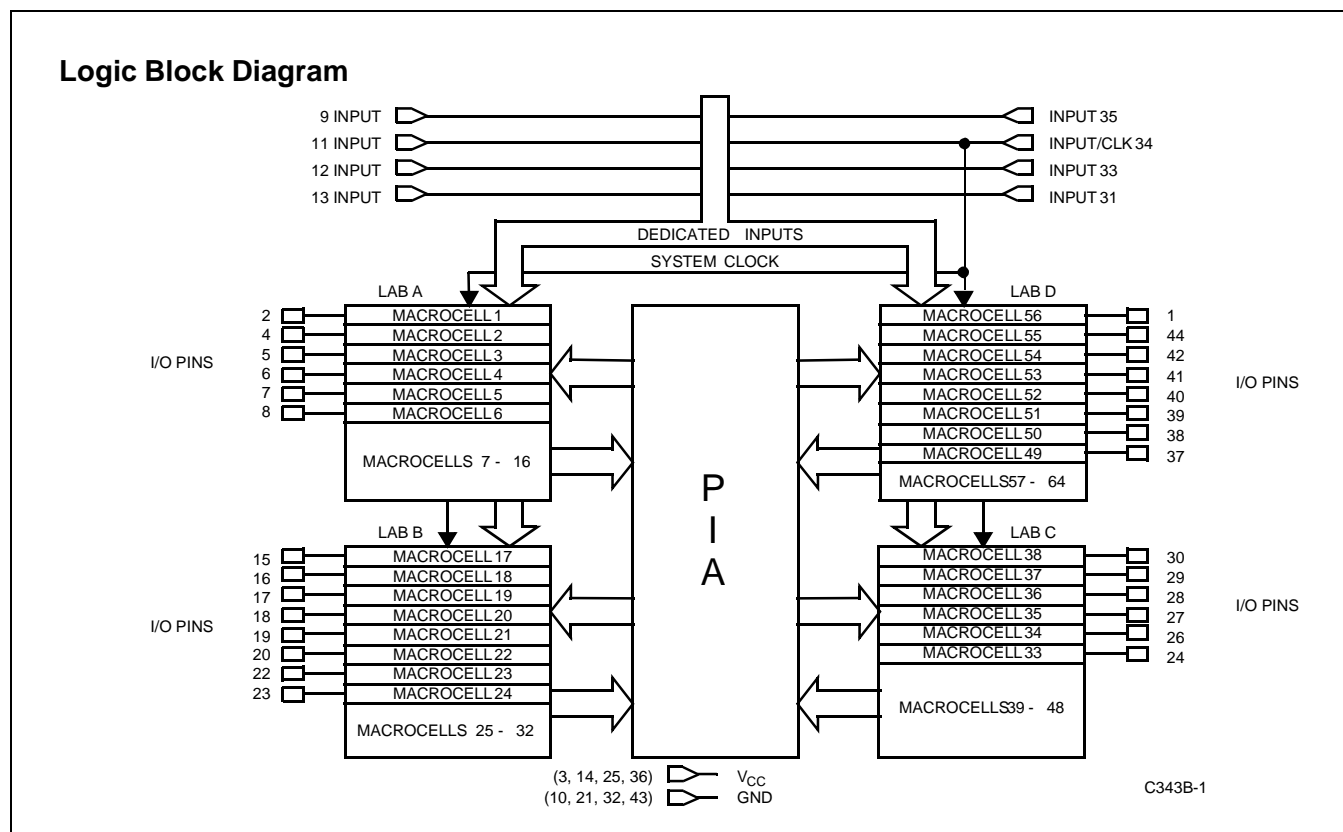 Logic Block Diagram
9 INPUT
INPUT 35
11 INPUT
INPUT/CLK 34
12 INPUT
INPUT 33
13 INPUT
INPUT 31
DEDICATED INPUTS
SYSTEM CLOCK
LAB A
LAB D
2
MACROCELL 1
MACROCELL 56
1
4
MACROCELL 2
MACROCELL 55
44
5
MACROCELL 3
MACROCELL 54
42
I/O PINS
6
MACROCELL 4
MACROCELL 53
41
I/O PINS
7
MACROCELL 5
MACROCELL 52
40
8
MACROCELL 6
MACROCELL 51
39
MACROCELL 50
38
MACROCELL 49
37
MACROCELLS 7 - 16
MACROCELLS 57 - 64
P
I
A
LAB B
LAB C
15
MACROCELL 17
MACROCELL 38
30
16
MACROCELL 18
MACROCELL 37
29
17
MACROCELL 19
MACROCELL 36
28
I/O PINS
18
MACROCELL 20
MACROCELL 35
27
I/O PINS
19
MACROCELL 21
MACROCELL 34
26
20
MACROCELL 22
MACROCELL 33
24
22
MACROCELL 23
23
MACROCELL 24
MACROCELLS 25 - 32
MACROCELLS 39 - 48
(3, 14, 25, 36)
VCC
(10, 21, 32, 43)
GND
C343B-1